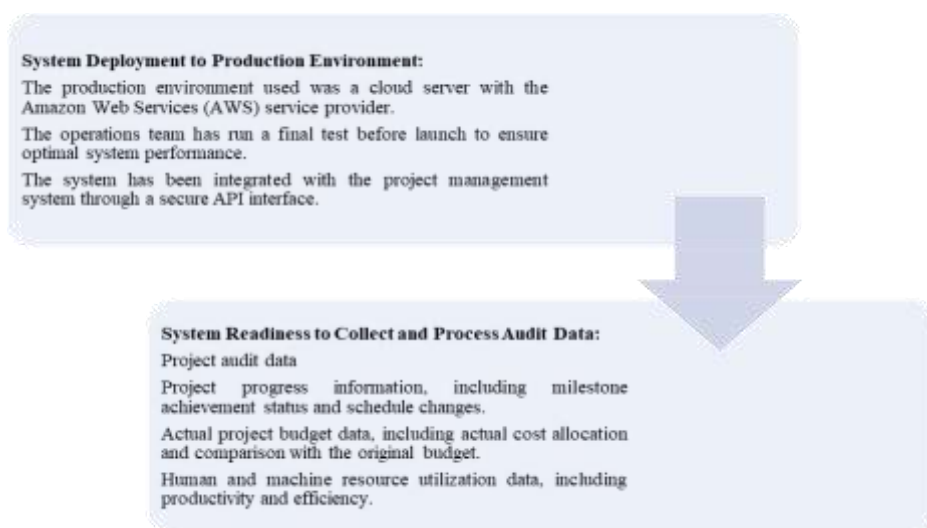 System Deployment to Production Environment:
The production environment used was a cloud server with the
Amazon Web Services (AWS) service provider.
The operations team has run a final test before launch to ensure
optimal system performance.
The system has been integrated with the project management
system through a secure API interface.
System Readiness to Collect and Process Audit Data:
Project audit data
Project progress information, including milestone
achievement status and schedule changes.
Actual project budget data, including actual cost allocation
and comparison with the original budget.
Human and machine resource utilization data, including
productivity and efficiency.